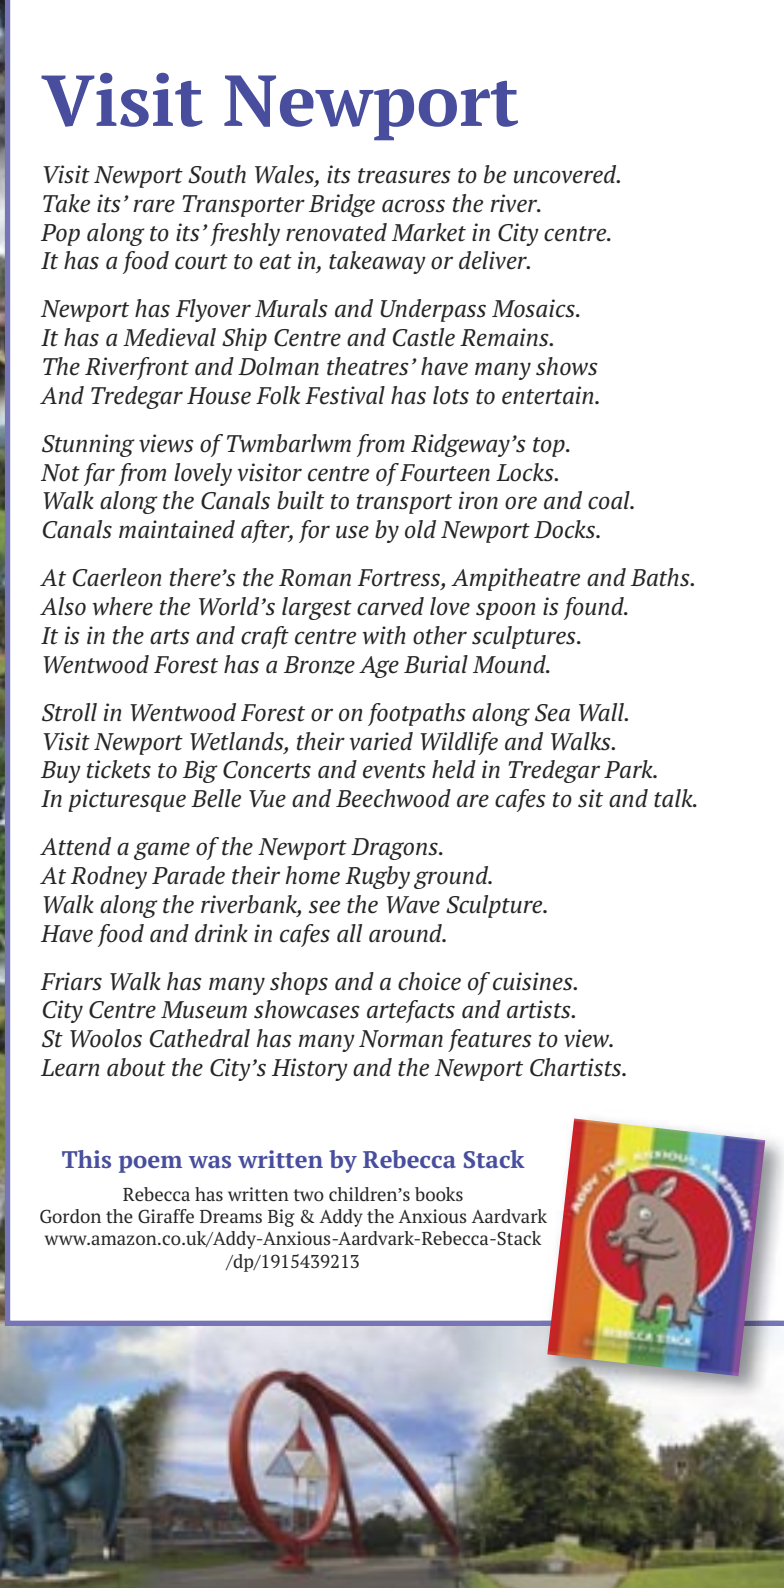 Visit Newport
Visit Newport South Wales, its treasures to be uncovered.
Take its’ rare Transporter Bridge across the river.
Pop along to its’ freshly renovated Market in City centre.
It has a food court to eat in, takeaway or deliver.
Newport has Flyover Murals and Underpass Mosaics.
It has a Medieval Ship Centre and Castle Remains.
The Riverfront and Dolman theatres’ have many shows
And Tredegar House Folk Festival has lots to entertain.
Stunning views of Twmbarlwm from Ridgeway’s top.
Not far from lovely visitor centre of Fourteen Locks.
Walk along the Canals built to transport iron ore and coal.
Canals maintained after, for use by old Newport Docks.
At Caerleon there’s the Roman Fortress, Ampitheatre and Baths.
Also where the World’s largest carved love spoon is found.
It is in the arts and craft centre with other sculptures.
Wentwood Forest has a Bronze Age Burial Mound.
Stroll in Wentwood Forest or on footpaths along Sea Wall.
Visit Newport Wetlands, their varied Wildlife and Walks.
Buy tickets to Big Concerts and events held in Tredegar Park.
In picturesque Belle Vue and Beechwood are cafes to sit and talk.
Attend a game of the Newport Dragons.
At Rodney Parade their home Rugby ground.
Walk along the riverbank, see the Wave Sculpture.
Have food and drink in cafes all around.
Friars Walk has many shops and a choice of cuisines.
City Centre Museum showcases artefacts and artists.
St Woolos Cathedral has many Norman features to view.
Learn about the City’s History and the Newport Chartists.
This poem was written by Rebecca Stack
Rebecca has written two children’s books
Gordon the Giraffe Dreams Big & Addy the Anxious Aardvark
www.amazon.co.uk/Addy-Anxious-Aardvark-Rebecca-Stack
/dp/1915439213
ADDY THE ANXIOUS AARDVARK
REBECCA STACK